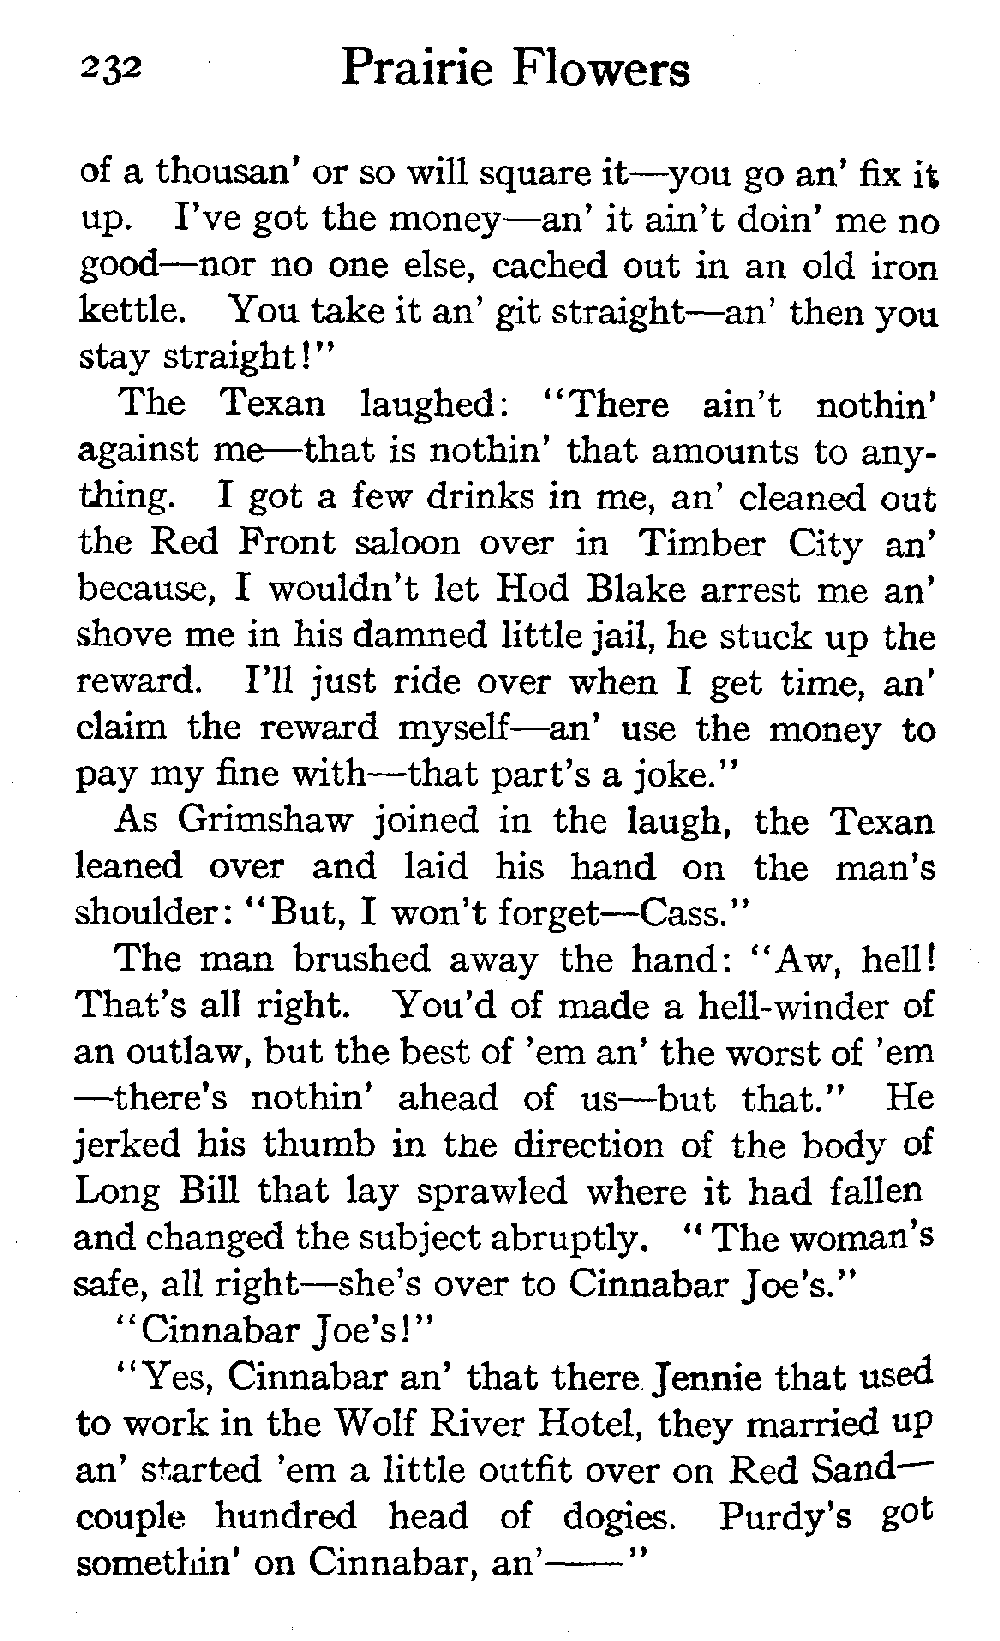 232 Prairie Flowers
of a thousan' or so will square it—you go an' fix it
up. I've got the money—an' it ain't doin' me no
good—nor no one else, cached out in an old iron
kettle. You take it an' git straight—an' then you
stay straight!"
The Texan laughed: "There ain't nothin'
against me—that is nothin' that amounts to any-
thing. I got a few drinks in me, an' cleaned out
the Red Front saloon over in Timber City an'
because, I wouldn't let Hod Blake arrest me an'
shove me in his damned little jail, he stuck up the
reward. I'll just ride over when I get time, an'
claim the reward myself—an' use the money to
pay my fine with—that part's a joke."
As Grimshaw joined in the laugh, the Texan
leaned over and laid his hand on the man's
shoulder: "But, I won't forget—Cass."
The man brushed away the hand: "Aw, hell!
That's all right. You'd of made a hell-winder of
an outlaw, but the best of 'em an' the worst of 'em
—there's nothin' ahead of us—but that." He
jerked his thumb in the direction of the body of
Long Bill that lay sprawled where it had fallen
and changed the subject abruptly. "The woman's
safe, all right—she's over to Cinnabar Joe's."
"Cinnabar Joe's!"
"Yes, Cinnabar an' that there Jennie that used
to work in the Wolf River Hotel, they married up
an' started 'em a little outfit over on Red Sand—
couple hundred head of dogies. Purdy's got
somethin' on Cinnabar, an'——"